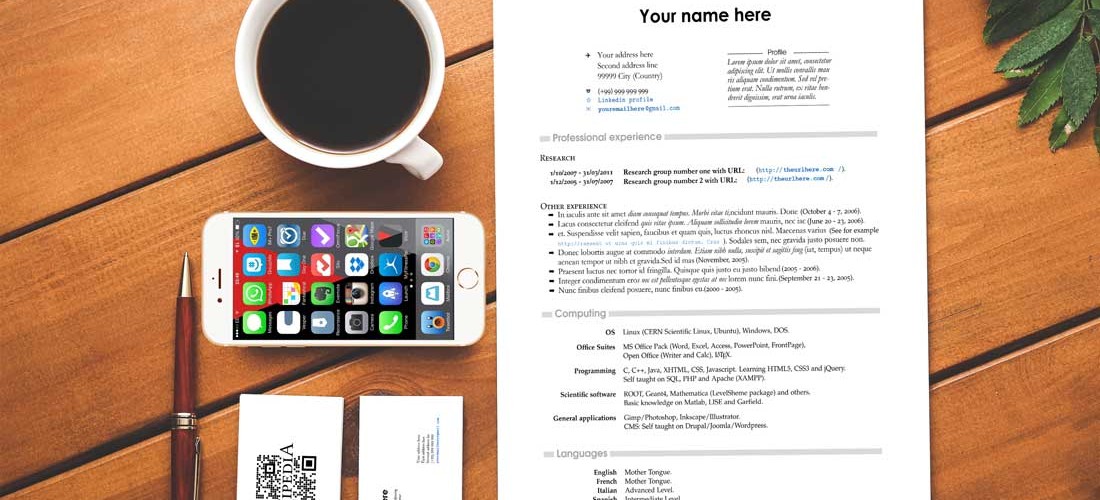 Your name here
Your address here
Second address line
99999 City (Country)
(+99) 999 999 999
Linkedin profile
youremailhere@gmail.com
Profile
Lorem ipsum dolor sit amet, consectetur
adipiscing elit. Ut mollis convallis mau
ris aliquam condimentum. Sed vel pre-
tium erat. Nulla rutrum, ex vitae ben-
drerit dignissim, erat urna iaculis.
Professional experience
RESEARCH
1/10/2007 - 31/03/2011 Research group one with URL: (http://theurlhere.com /).
1/12/2005 - 31/07/2007 Research group number 2 with URL: (http://theurlhere.com/).
OTHER EXPERIENCE
In iaculis ante sit amet diam consequat tempus. Morbi vitae ti,ncidunt mauris. Donec (October 4 - 7, 2006).
Lacus consectetur eleifend quis vitae ipsum. Aliquam sollicitudin lorem mauris, nec iac (June 20 - 23, 2006).
et. Suspendisse velit sapien, faucibus et quam quis, luctus rhoncus nisl. Maecenas varius (See for example
). Sodales sem, nec gravida justo posuere non.
Donec lobortis augue at commodo interdum. Etiam nibh nulla, suscipit et sagittis fring (iat, tempus) ut neque
aenean tempor ut nibh et gravida.Sed id mus (November, 2005).
Praesent luctus nec tortor id fringilla. Quisque quis justo eu justo bibend (2005 - 2006).
Integer condimentum eros nec est pellentesque egestas at nec lorem nunc fini.(September 21 - 23, 2005).
Nunc finibus eleifend posuere, nunc finibus eu.(2000 - 2005).
Computing
OS Linux (CERN Scientific Linux, Ubuntu), Windows, DOS.
Office Suites MS Office Pack (Word, Excel, Access, PowerPoint, FrontPage),
Open Office (Writer and Calc), LATEX.
Programming C, C++, Java, XHTML, CSS, Javascript. Learning HTML5, CSS3 and jQuery.
Self taught on SQL, PHP and Apache (XAMPP).
Scientific software ROOT, Geant4, Mathematica (LevelSheme package) and others.
Basic knowledge on Matlab, LISE and Garfield.
General applications Gimp/Photoshop, Inkscape/Illustrator.
CMS: Self taught on Drupal/Joomla/Wordpress.
Languages
English Mother Tongue.
French Mother Tongue.
Italian Advanced Level.
Spanish Intermediate Level
IPEDIA